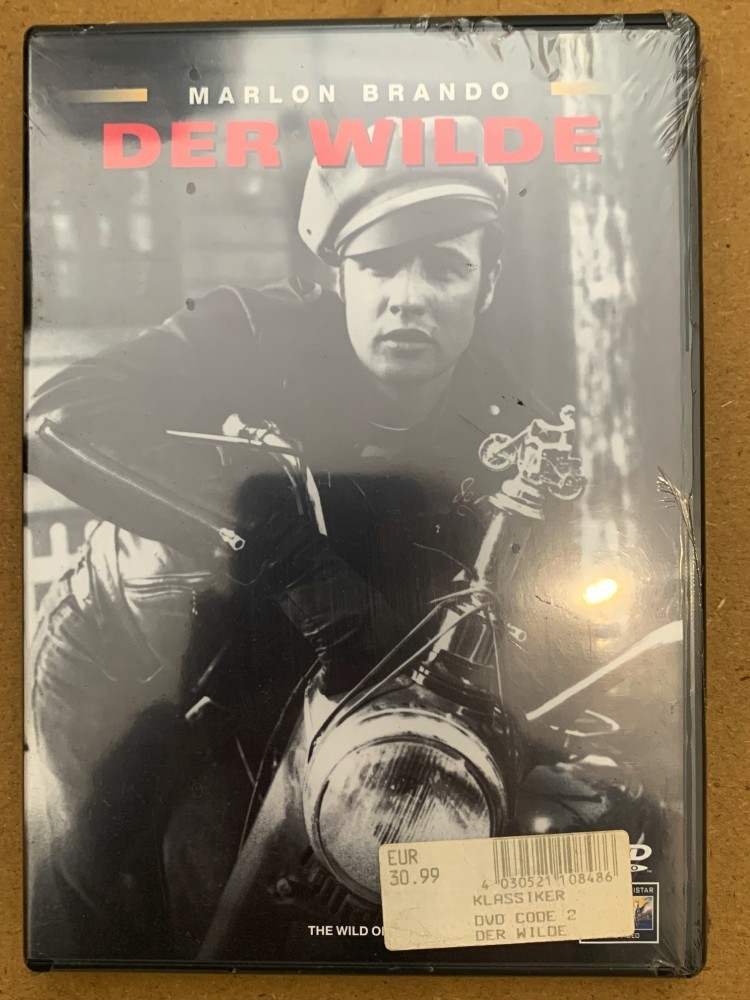 MARLON BRANDO
DER WILDE
EUR
30.99
4 030521 108486
KLASSIKER
DVD CODE 2
DER WILDE
THE WILD